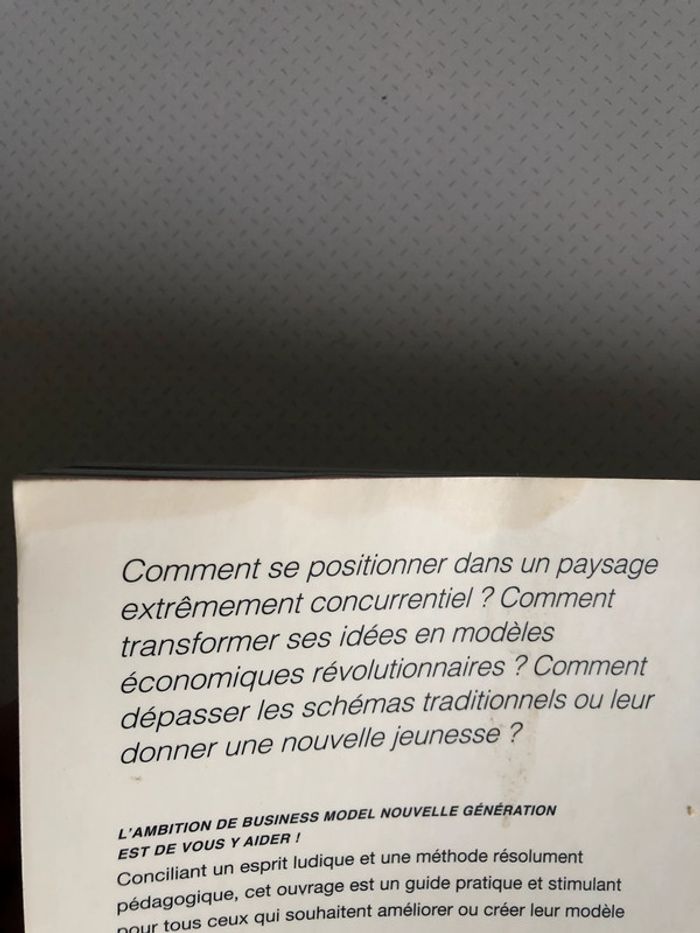 Comment se positionner dans un paysage
extrêmement concurrentiel ? Comment
transformer ses idées en modèles
économiques révolutionnaires ? Comment
dépasser les schémas traditionnels ou leur
donner une nouvelle jeunesse ?
L'AMBITION DE BUSINESS MODEL NOUVELLE GÉNÉRATION
EST DE VOUS Y AIDER !
Conciliant un esprit ludique et une méthode résolument
pédagogique, cet ouvrage est un guide pratique et stimulant
pour tous ceux qui souhaitent améliorer ou créer leur modèle